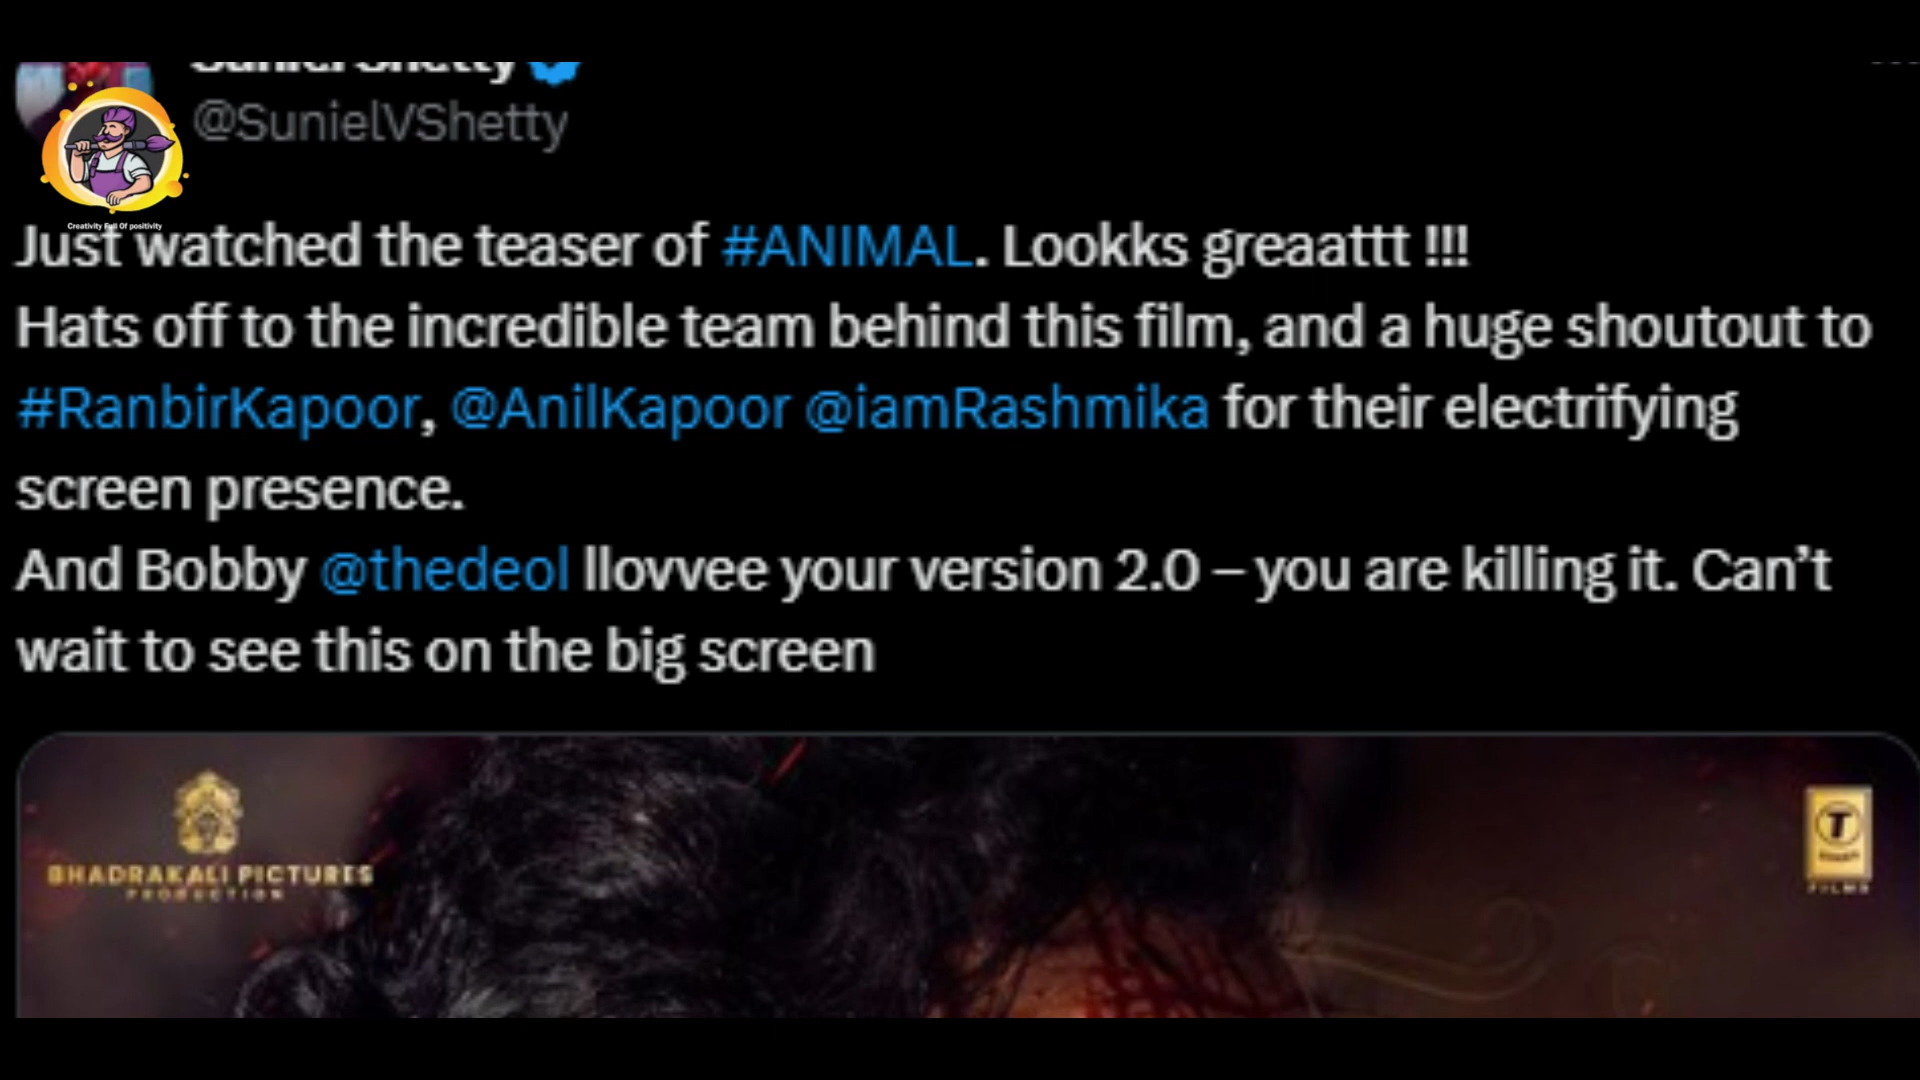 Suniel Shetty
@SunielVShetty
Creativity Full Of positivity
Just watched the teaser of #ANIMAL. Lookks greaattt !!!
Hats off to the incredible team behind this film, and a huge shoutout to
#RanbirKapoor, @AnilKapoor @iamRashmika for their electrifying
screen presence.
And Bobby @thedeol llovvee your version 2.0 – you are killing it. Can’t
wait to see this on the big screen
BHADRAKALI PICTURES
PRODUCTION
T
FILMS